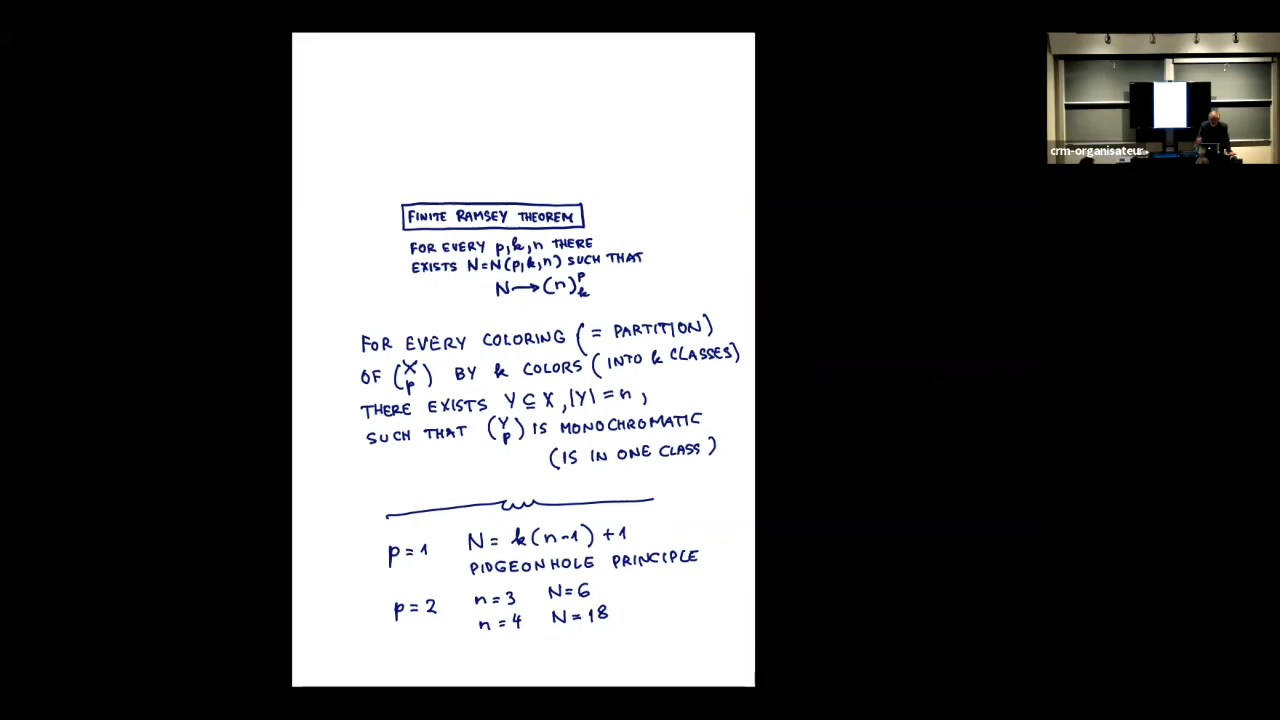 FINITE RAMSEY THEOREM
FOR EVERY p, k, n THERE
EXISTS N = N(p, k, n) SUCH THAT
N ⟶ (n)^p_k
FOR EVERY COLORING (= PARTITION)
OF (X p) BY k COLORS (INTO k CLASSES)
THERE EXISTS Y ⊆ X, |Y| = n,
SUCH THAT (Y p) IS MONOCHROMATIC
(IS IN ONE CLASS)
p = 1 N = k(n-1) + 1
PIDGEONHOLE PRINCIPLE
p = 2 n = 3 N = 6
n = 4 N = 18
crm-organisateur